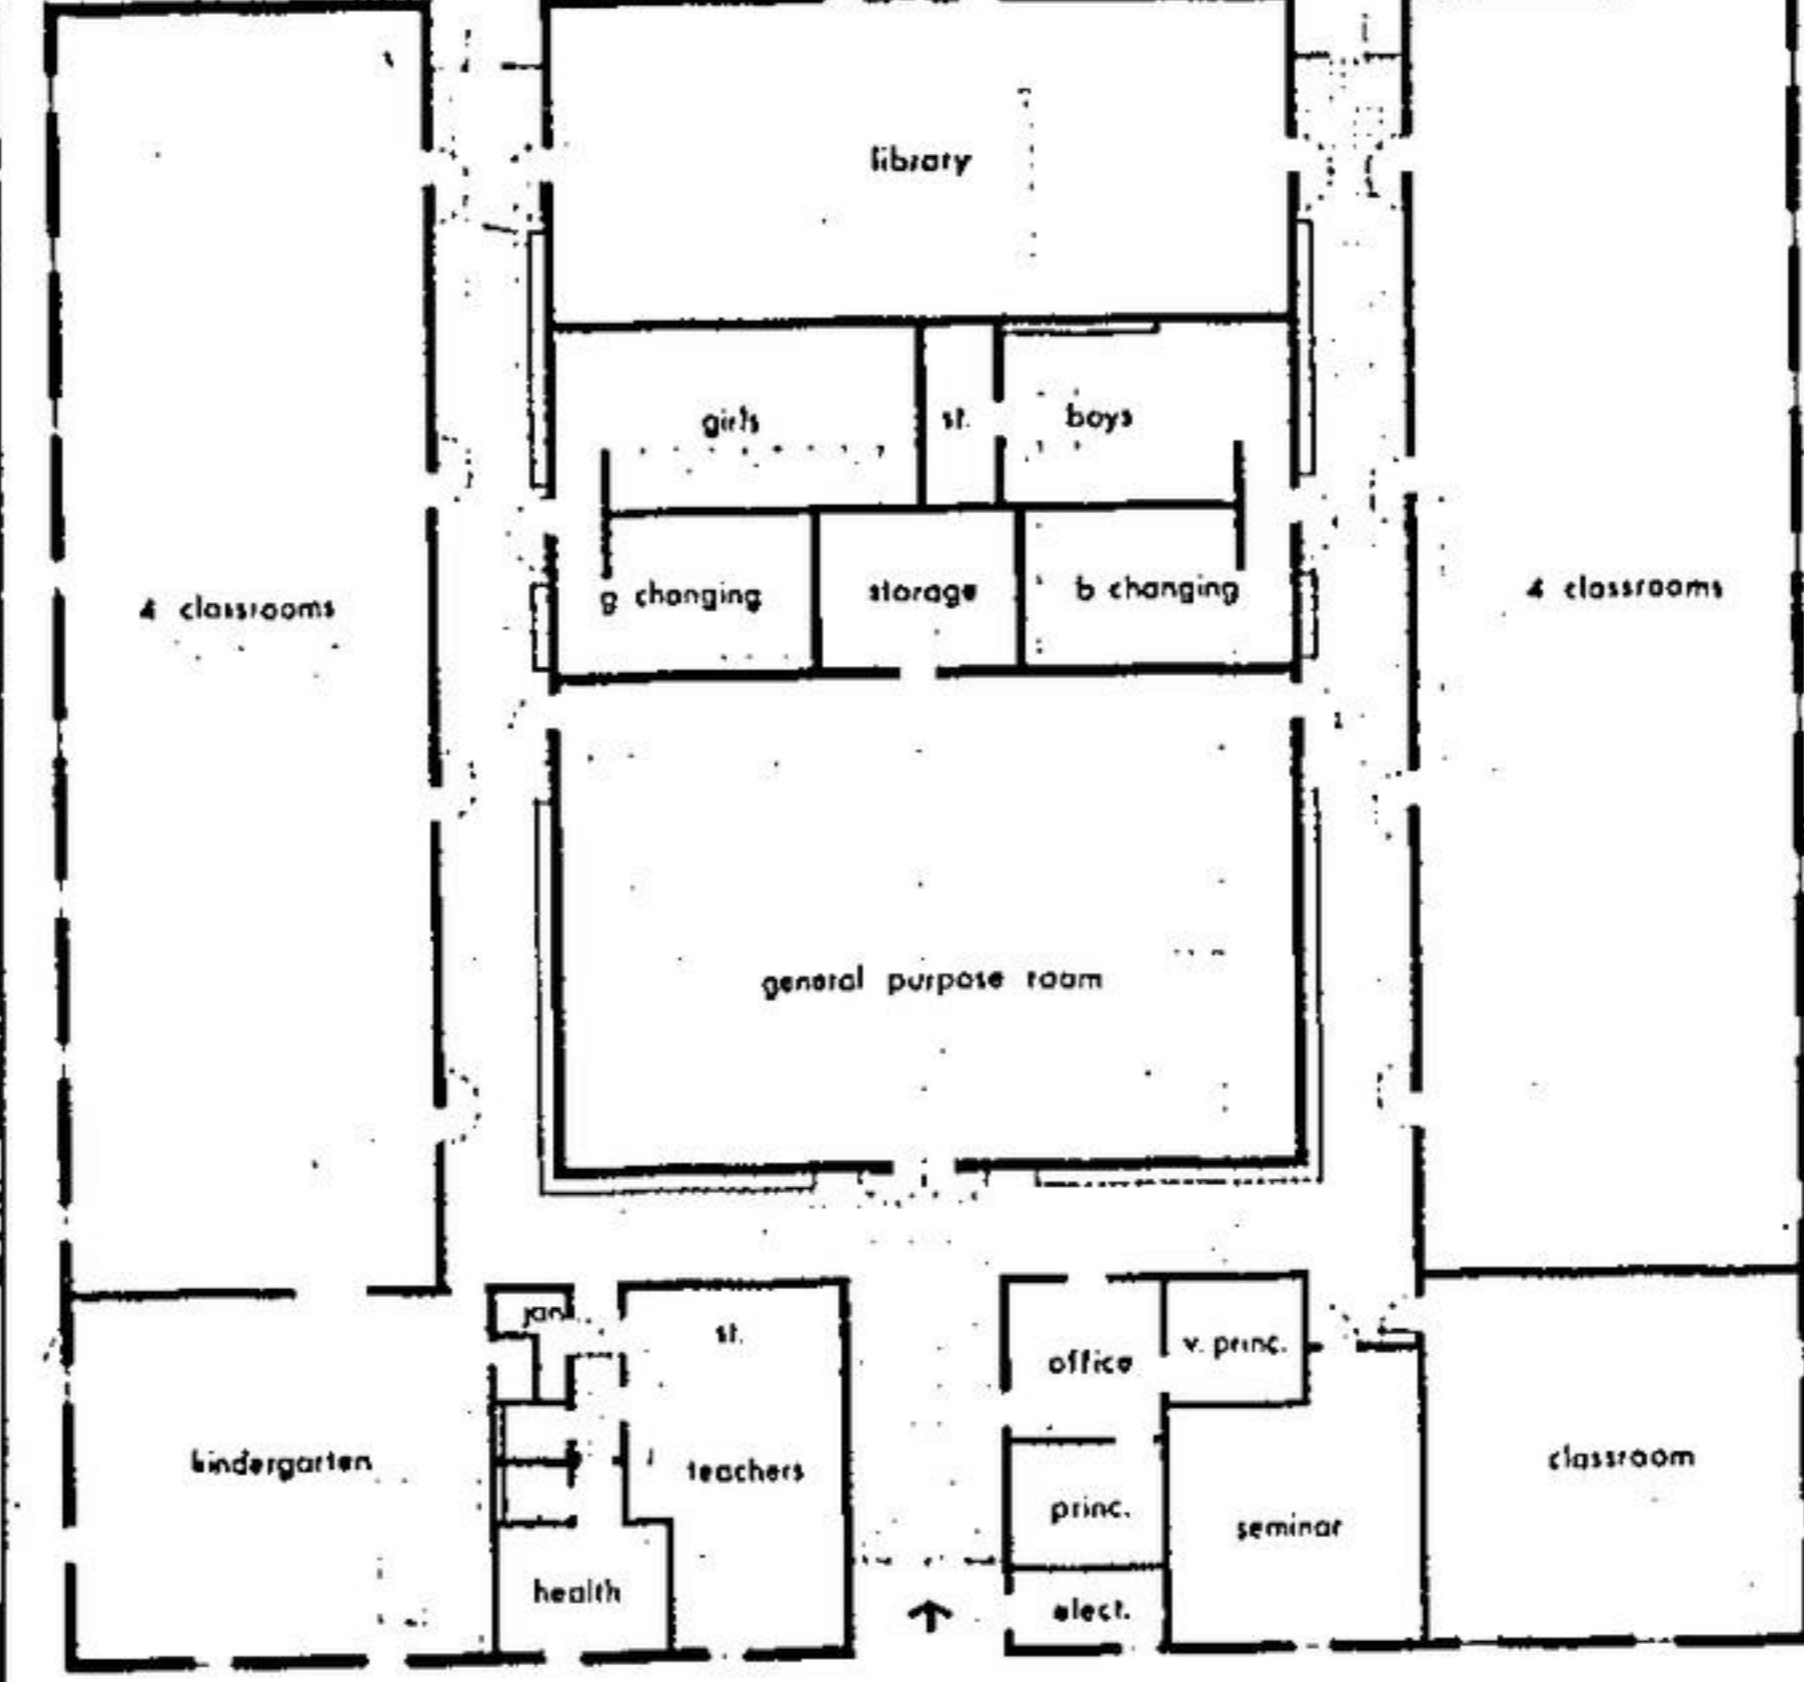 library
girls
st.
boys
4 classrooms
g changing
storage
b changing
4 classrooms
general purpose room
jan.
st.
office
v. princ.
kindergarten
teachers
classroom
princ.
seminar
health
elect.